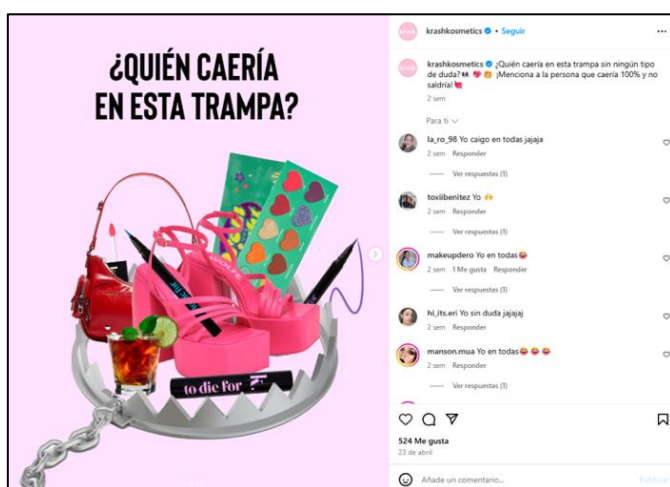 ¿QUIÉN CAERÍA
EN ESTA TRAMPA?
to die for
krashkosmetics • Seguir
krashkosmetics ¿Quién caería en esta trampa sin ningún tipo
de duda? ¡Menciona a la persona que caería 100% y no
saldría!
2 sem
Para ti
la_ro_98 Yo caigo en todas jajaja
2 sem Responder
Ver respuestas (1)
toxiibenitez Yo
2 sem Responder
Ver respuestas (1)
makeupdero Yo en todas
2 sem 1 Me gusta Responder
Ver respuestas (1)
hi_its.eri Yo sin duda jajajaj
2 sem Responder
manson.mua Yo en todas
2 sem Responder
Ver respuestas (1)
524 Me gusta
23 de abril
Añade un comentario...
Publicar